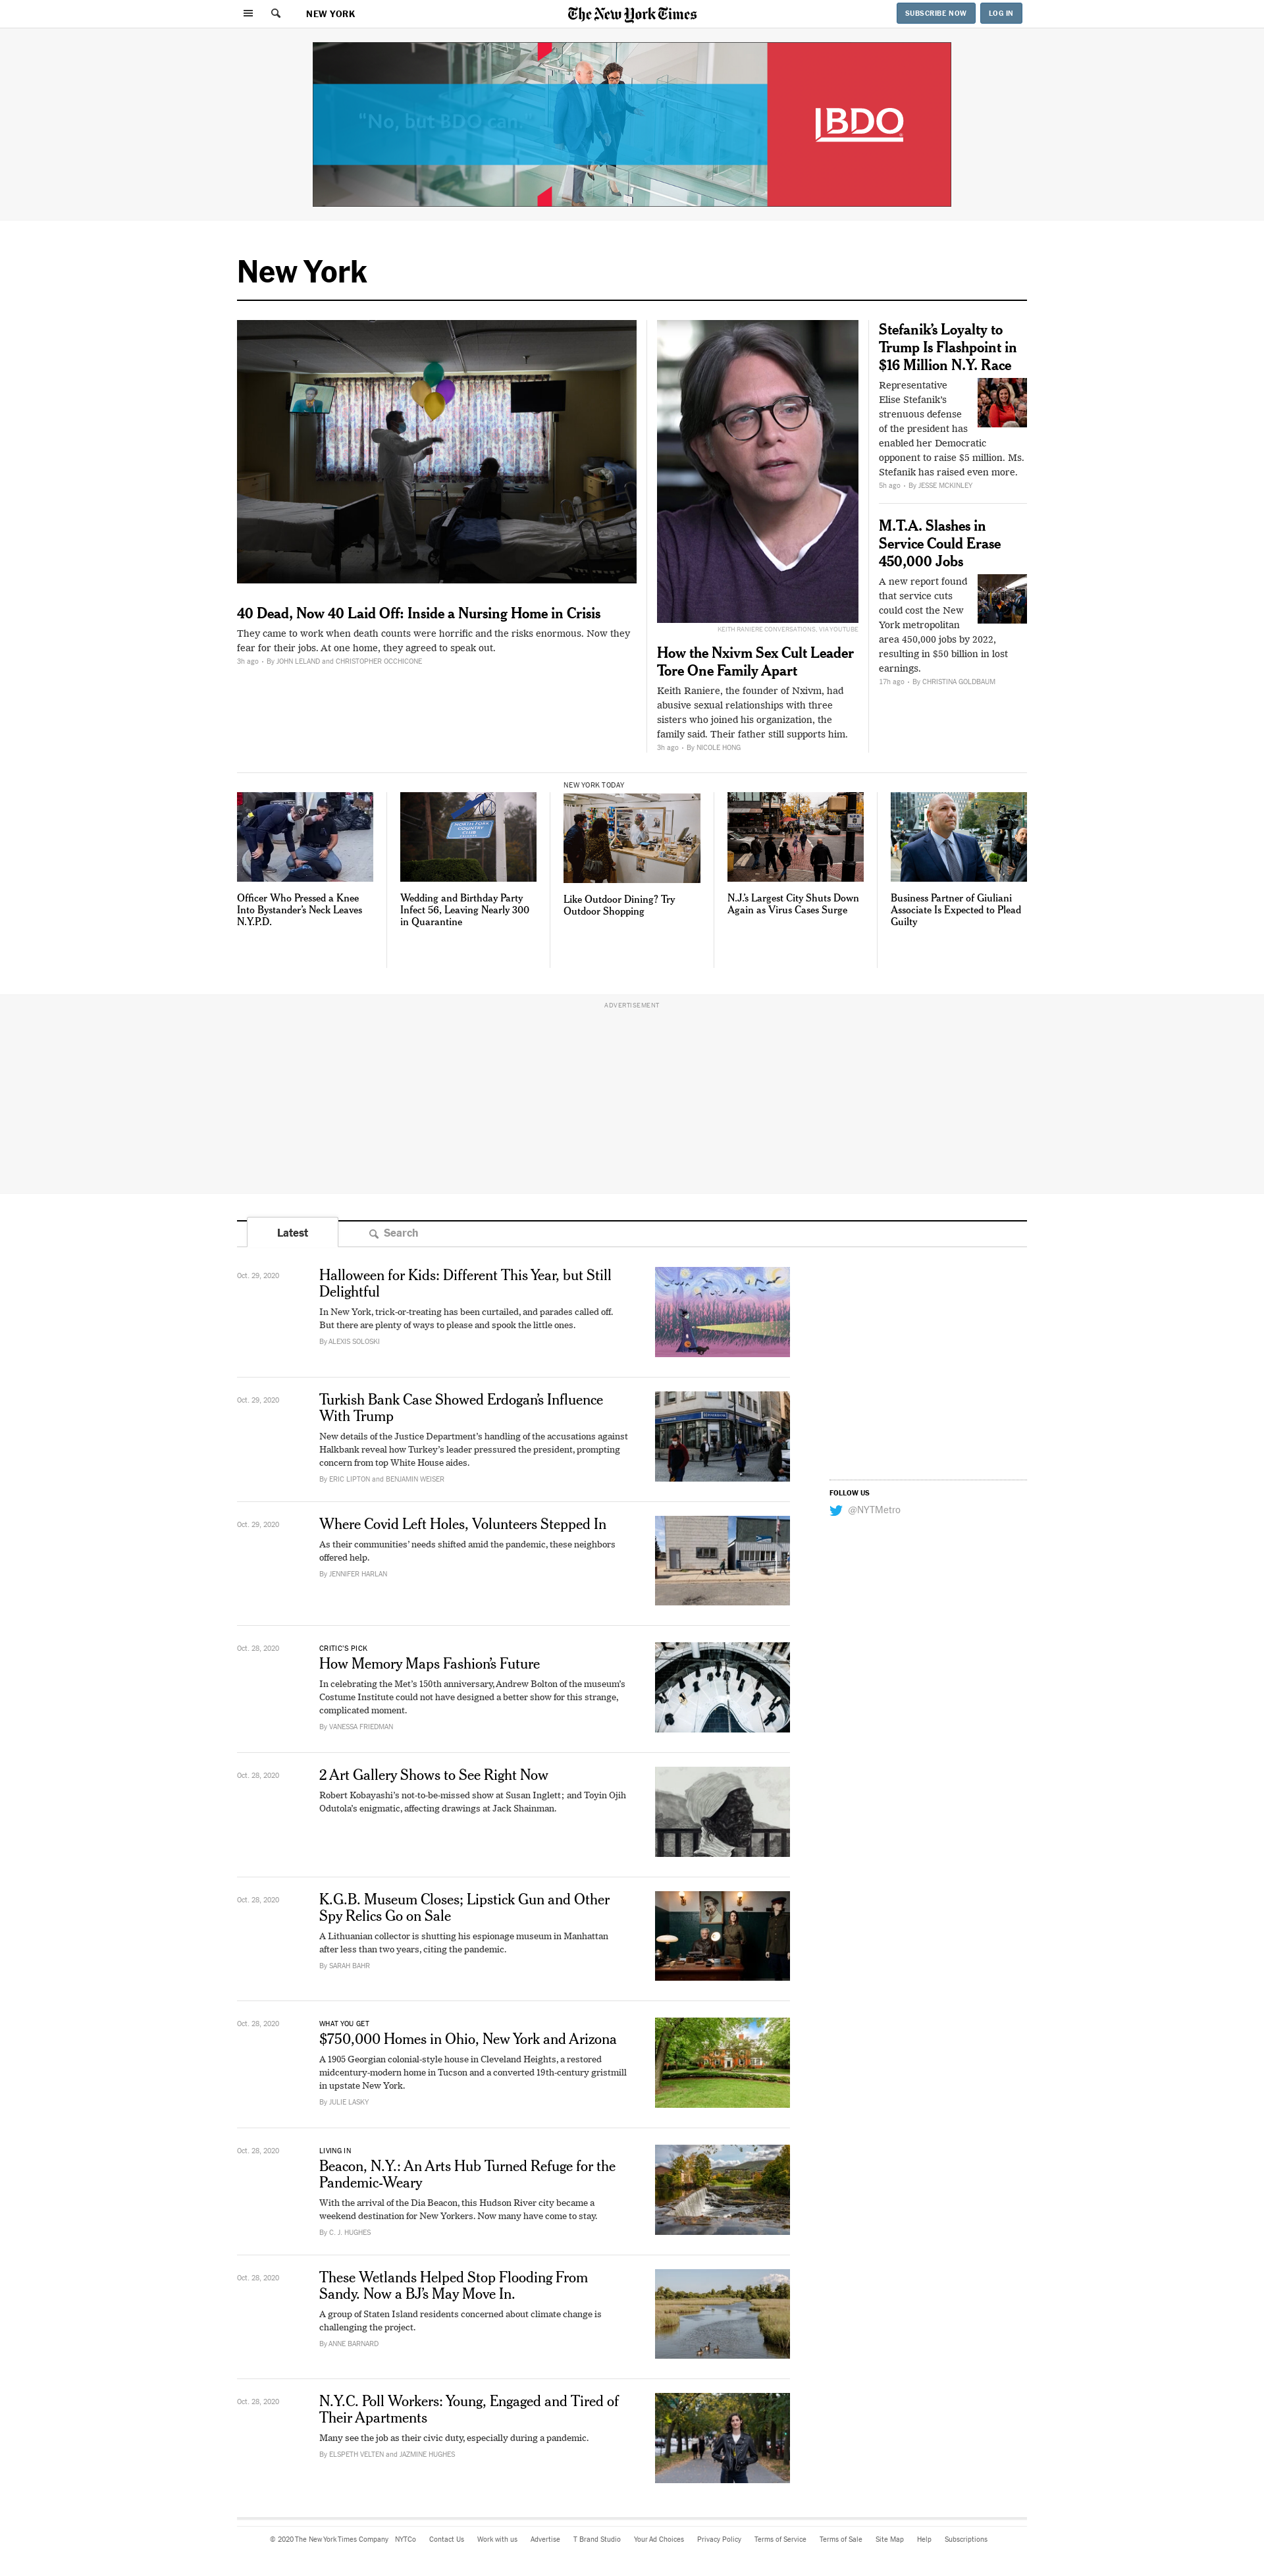 NEW YORK
The New York Times
SUBSCRIBE NOW
LOG IN
"No, but BDO can."
BDO
New York
40 Dead, Now 40 Laid Off: Inside a Nursing Home in Crisis
They came to work when death counts were horrific and the risks enormous. Now they
fear for their jobs. At one home, they agreed to speak out.
3h ago • By JOHN LELAND and CHRISTOPHER OCCHICONE
KEITH RANIERE CONVERSATIONS, VIA YOUTUBE
How the Nxivm Sex Cult Leader
Tore One Family Apart
Keith Raniere, the founder of Nxivm, had
abusive sexual relationships with three
sisters who joined his organization, the
family said. Their father still supports him.
3h ago • By NICOLE HONG
Stefanik's Loyalty to
Trump Is Flashpoint in
$16 Million N.Y. Race
Representative
Elise Stefanik's
strenuous defense
of the president has
enabled her Democratic
opponent to raise $5 million. Ms.
Stefanik has raised even more.
5h ago • By JESSE MCKINLEY
M.T.A. Slashes in
Service Could Erase
450,000 Jobs
A new report found
that service cuts
could cost the New
York metropolitan
area 450,000 jobs by 2022,
resulting in $50 billion in lost
earnings.
17h ago • By CHRISTINA GOLDBAUM
Officer Who Pressed a Knee
Into Bystander's Neck Leaves
N.Y.P.D.
NORTH FORK
COUNTRY
CLUB
Wedding and Birthday Party
Infect 56, Leaving Nearly 300
in Quarantine
NEW YORK TODAY
Like Outdoor Dining? Try
Outdoor Shopping
N.J.'s Largest City Shuts Down
Again as Virus Cases Surge
Business Partner of Giuliani
Associate Is Expected to Plead
Guilty
ADVERTISEMENT
Latest
Search
Oct. 29, 2020
Halloween for Kids: Different This Year, but Still
Delightful
In New York, trick-or-treating has been curtailed, and parades called off.
But there are plenty of ways to please and spook the little ones.
By ALEXIS SOLOSKI
Oct. 29, 2020
Turkish Bank Case Showed Erdogan's Influence
With Trump
New details of the Justice Department's handling of the accusations against
Halkbank reveal how Turkey's leader pressured the president, prompting
concern from top White House aides.
By ERIC LIPTON and BENJAMIN WEISER
FOLLOW US
@NYTMetro
Oct. 29, 2020
Where Covid Left Holes, Volunteers Stepped In
As their communities' needs shifted amid the pandemic, these neighbors
offered help.
By JENNIFER HARLAN
Oct. 28, 2020
CRITIC'S PICK
How Memory Maps Fashion's Future
In celebrating the Met's 150th anniversary, Andrew Bolton of the museum's
Costume Institute could not have designed a better show for this strange,
complicated moment.
By VANESSA FRIEDMAN
Oct. 28, 2020
2 Art Gallery Shows to See Right Now
Robert Kobayashi's not-to-be-missed show at Susan Inglett; and Toyin Ojih
Odutola's enigmatic, affecting drawings at Jack Shainman.
Oct. 28, 2020
K.G.B. Museum Closes; Lipstick Gun and Other
Spy Relics Go on Sale
A Lithuanian collector is shutting his espionage museum in Manhattan
after less than two years, citing the pandemic.
By SARAH BAHR
Oct. 28, 2020
WHAT YOU GET
$750,000 Homes in Ohio, New York and Arizona
A 1905 Georgian colonial-style house in Cleveland Heights, a restored
midcentury-modern home in Tucson and a converted 19th-century gristmill
in upstate New York.
By JULIE LASKY
Oct. 28, 2020
LIVING IN
Beacon, N.Y.: An Arts Hub Turned Refuge for the
Pandemic-Weary
With the arrival of the Dia Beacon, this Hudson River city became a
weekend destination for New Yorkers. Now many have come to stay.
By C. J. HUGHES
Oct. 28, 2020
These Wetlands Helped Stop Flooding From
Sandy. Now a BJ's May Move In.
A group of Staten Island residents concerned about climate change is
challenging the project.
By ANNE BARNARD
Oct. 28, 2020
N.Y.C. Poll Workers: Young, Engaged and Tired of
Their Apartments
Many see the job as their civic duty, especially during a pandemic.
By ELSPETH VELTEN and JAZMINE HUGHES
© 2020 The New York Times Company NYTCo Contact Us Work with us Advertise T Brand Studio Your Ad Choices Privacy Policy Terms of Service Terms of Sale Site Map Help Subscriptions